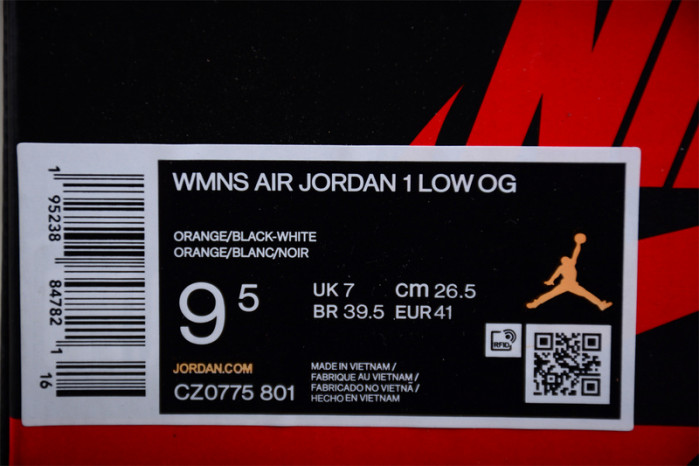 WMNS AIR JORDAN 1 LOW OG
ORANGE/BLACK-WHITE
ORANGE/BLANC/NOIR
9 5
UK 7 cm 26.5
BR 39.5 EUR 41
RFID
JORDAN.COM
CZ0775 801
MADE IN VIETNAM /
FABRIQUE AU VIETNAM /
FABRICADO NO VIETNÃ /
HECHO EN VIETNAM
1 95238 84782 1
16